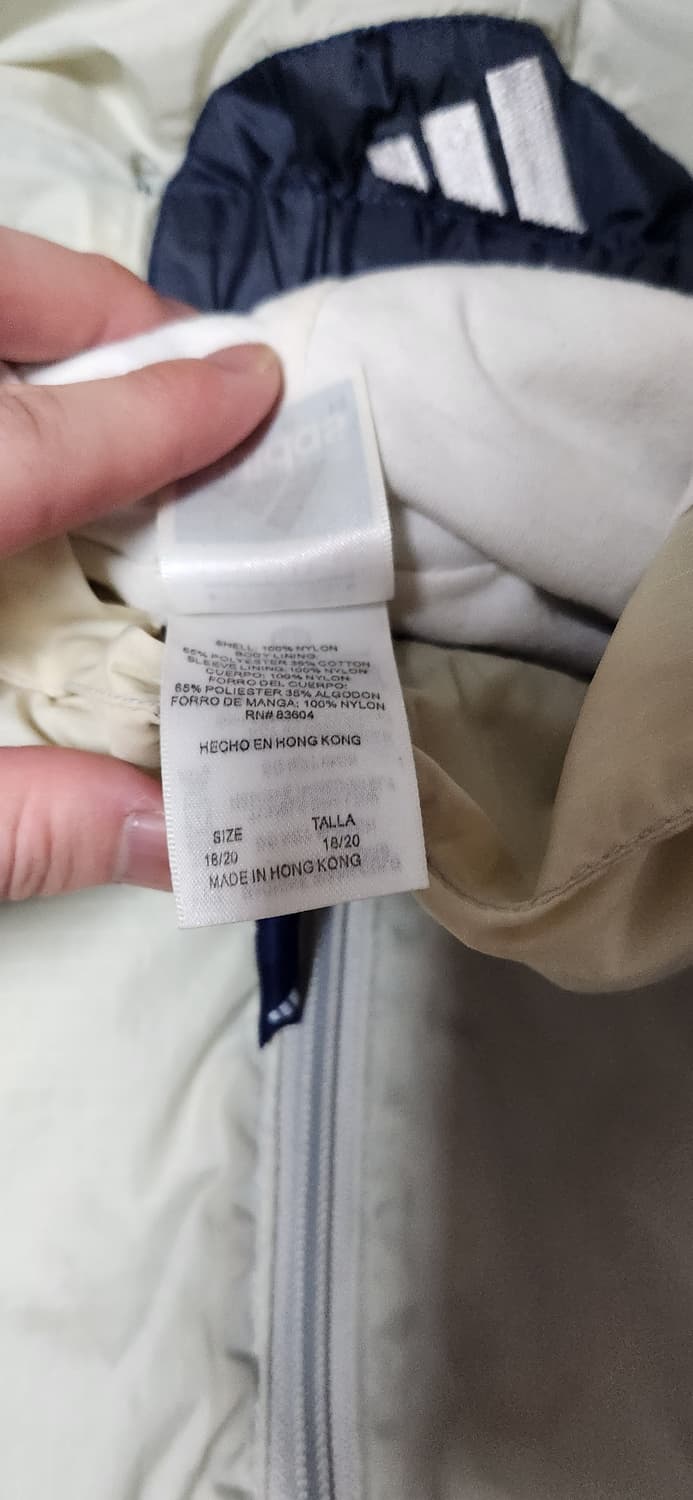 SHELL: 100% NYLON
BODY LINING:
65% POLYESTER 35% COTTON
SLEEVE LINING: 100% NYLON
CUERPO: 100% NYLON
FORRO DEL CUERPO:
65% POLIESTER 35% ALGODON
FORRO DE MANGA: 100% NYLON
RN# 83604
HECHO EN HONG KONG
SIZE TALLA
18/20 18/20
MADE IN HONG KONG